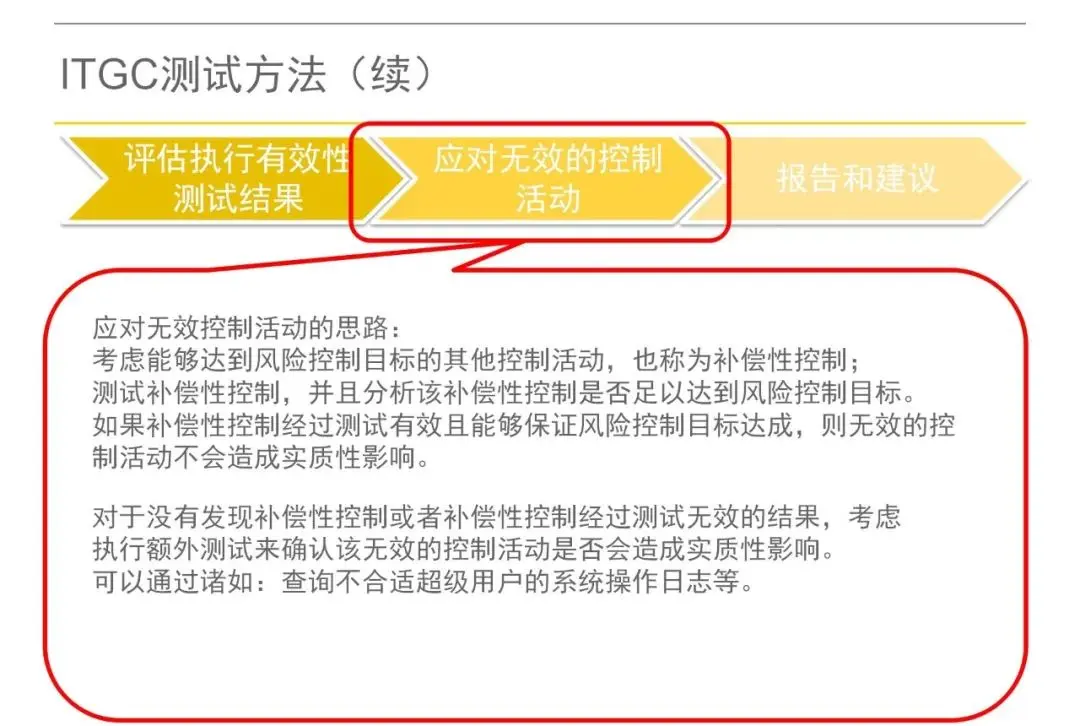 ITGC测试方法（续）
评估执行有效性
测试结果
应对无效的控制
活动
报告和建议
应对无效控制活动的思路：
考虑能够达到风险控制目标的其他控制活动，也称为补偿性控制；
测试补偿性控制，并且分析该补偿性控制是否足以达到风险控制目标。
如果补偿性控制经过测试有效且能够保证风险控制目标达成，则无效的控
制活动不会造成实质性影响。
对于没有发现补偿性控制或者补偿性控制经过测试无效的结果，考虑
执行额外测试来确认该无效的控制活动是否会造成实质性影响。
可以通过诸如：查询不合适超级用户的系统操作日志等。